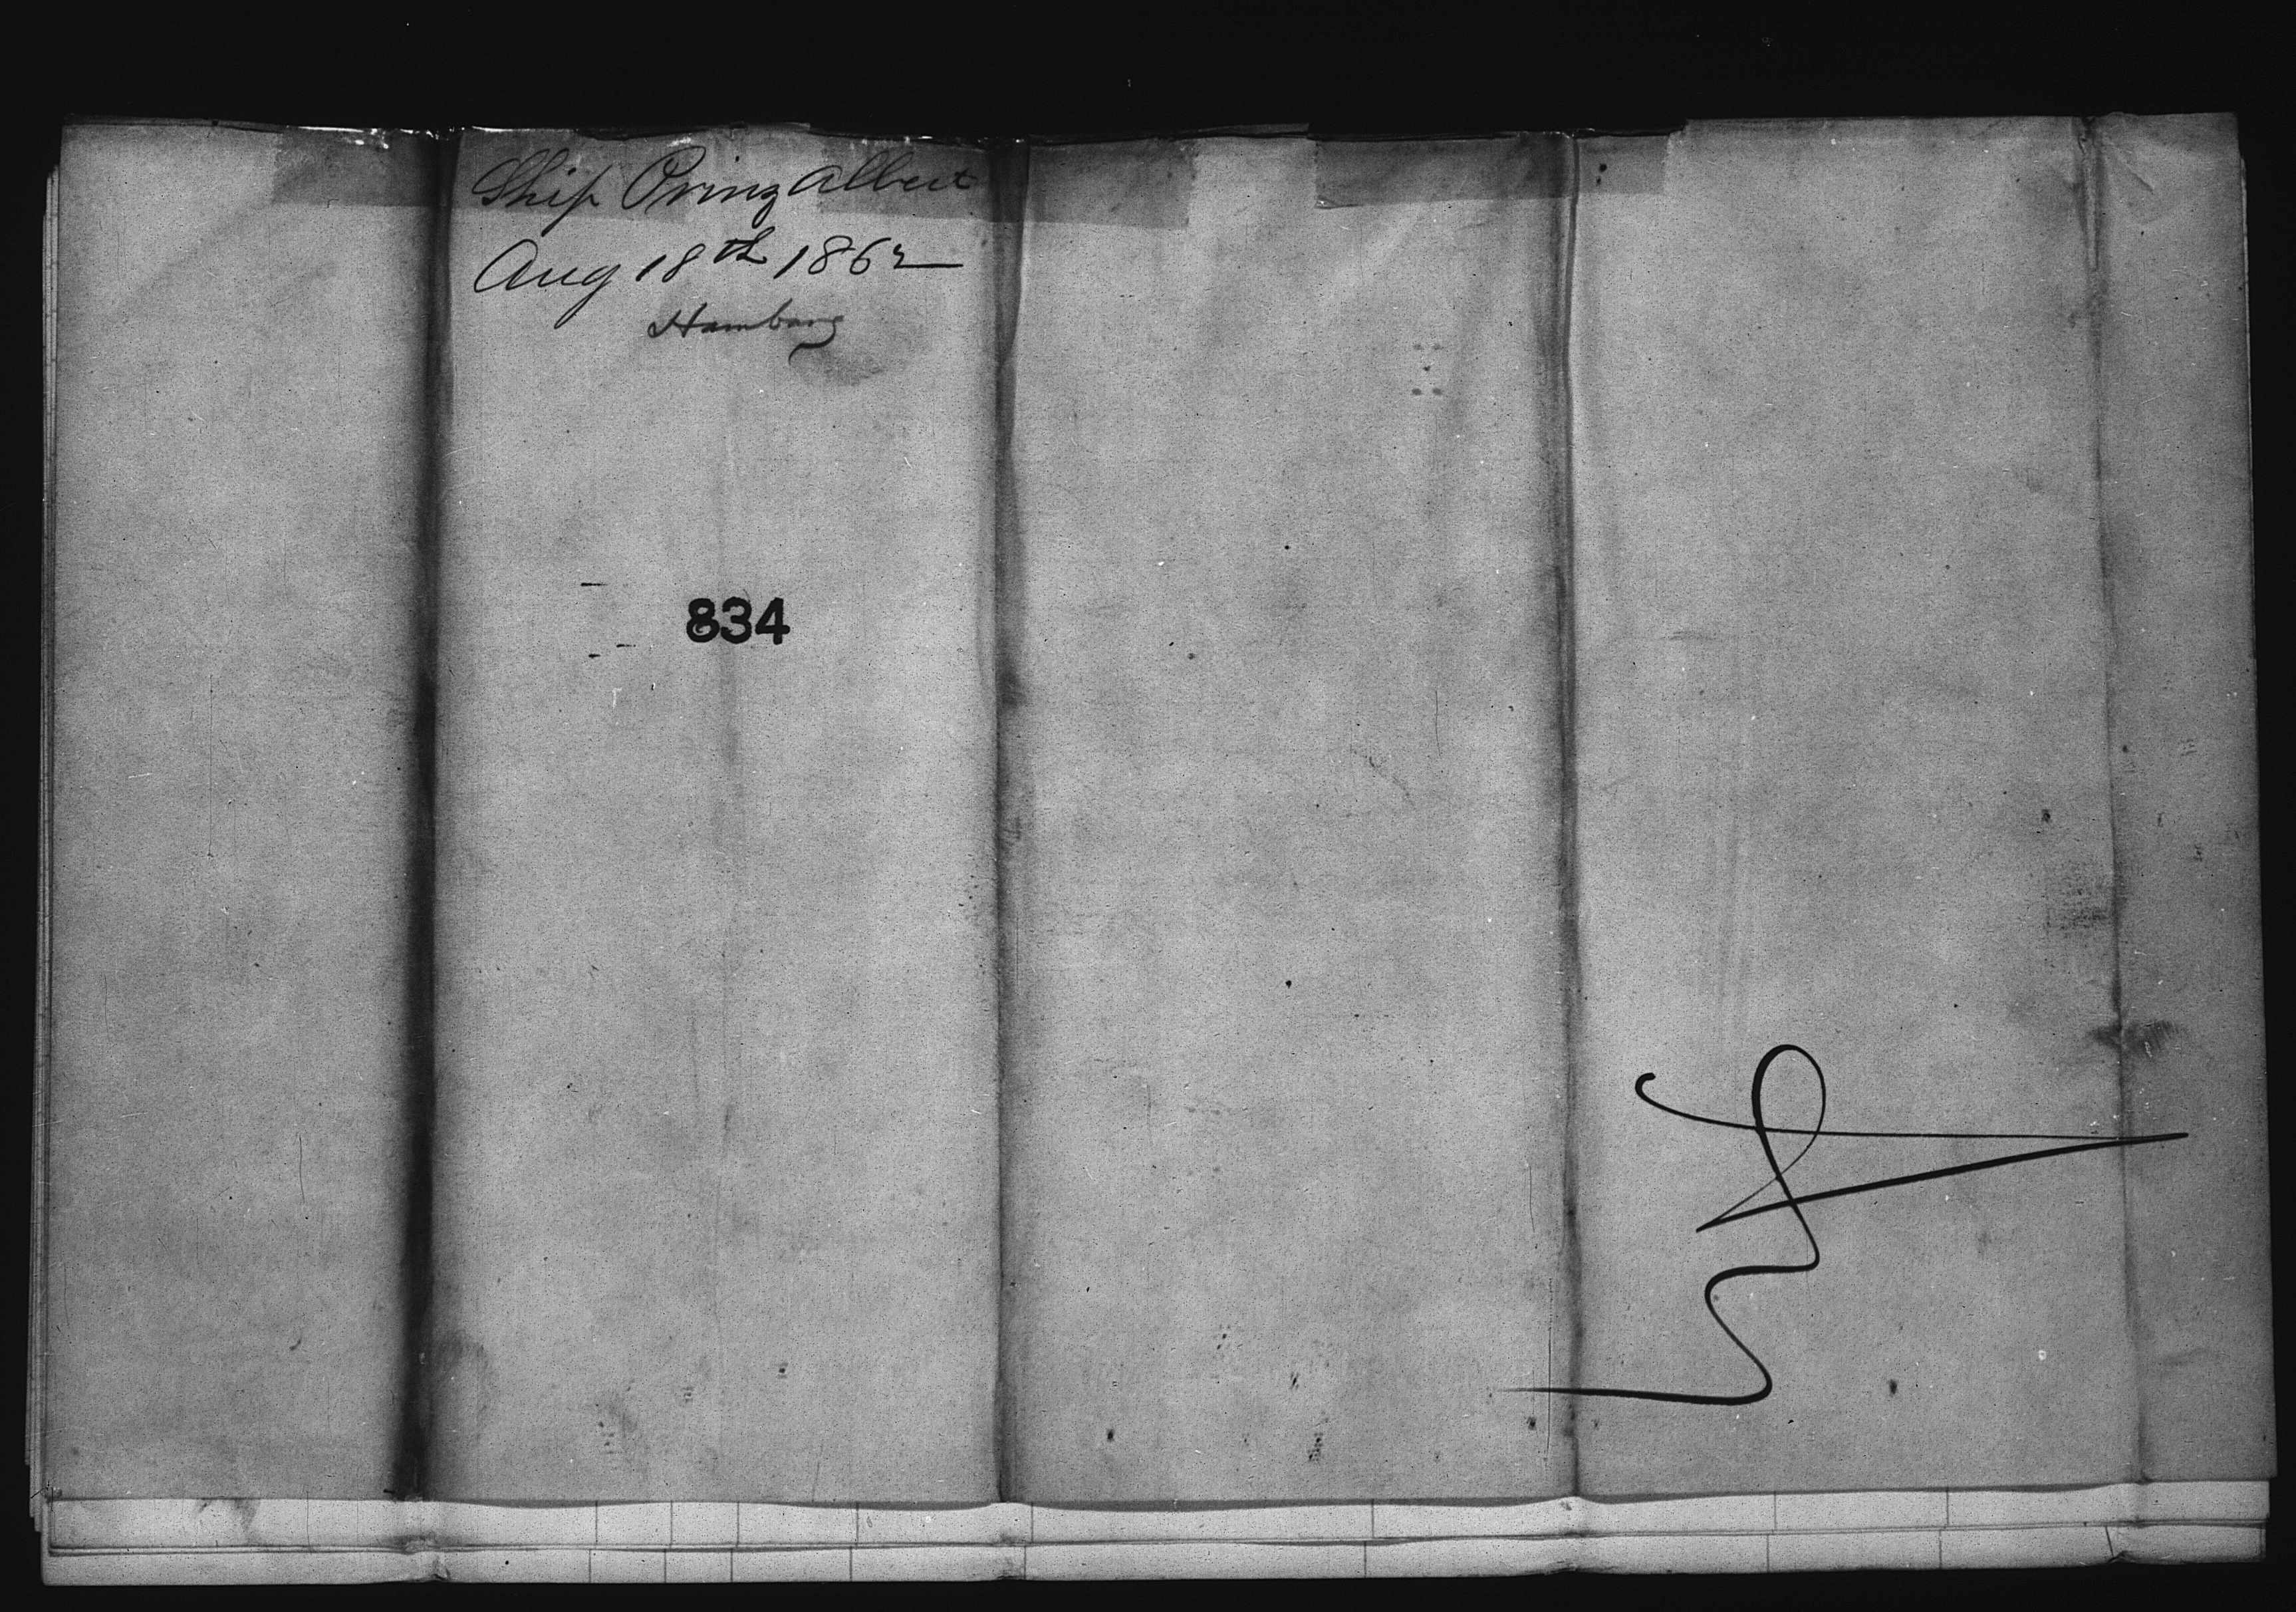 Ship Prinz Albert
Aug 18th 1862
Hamburg
834